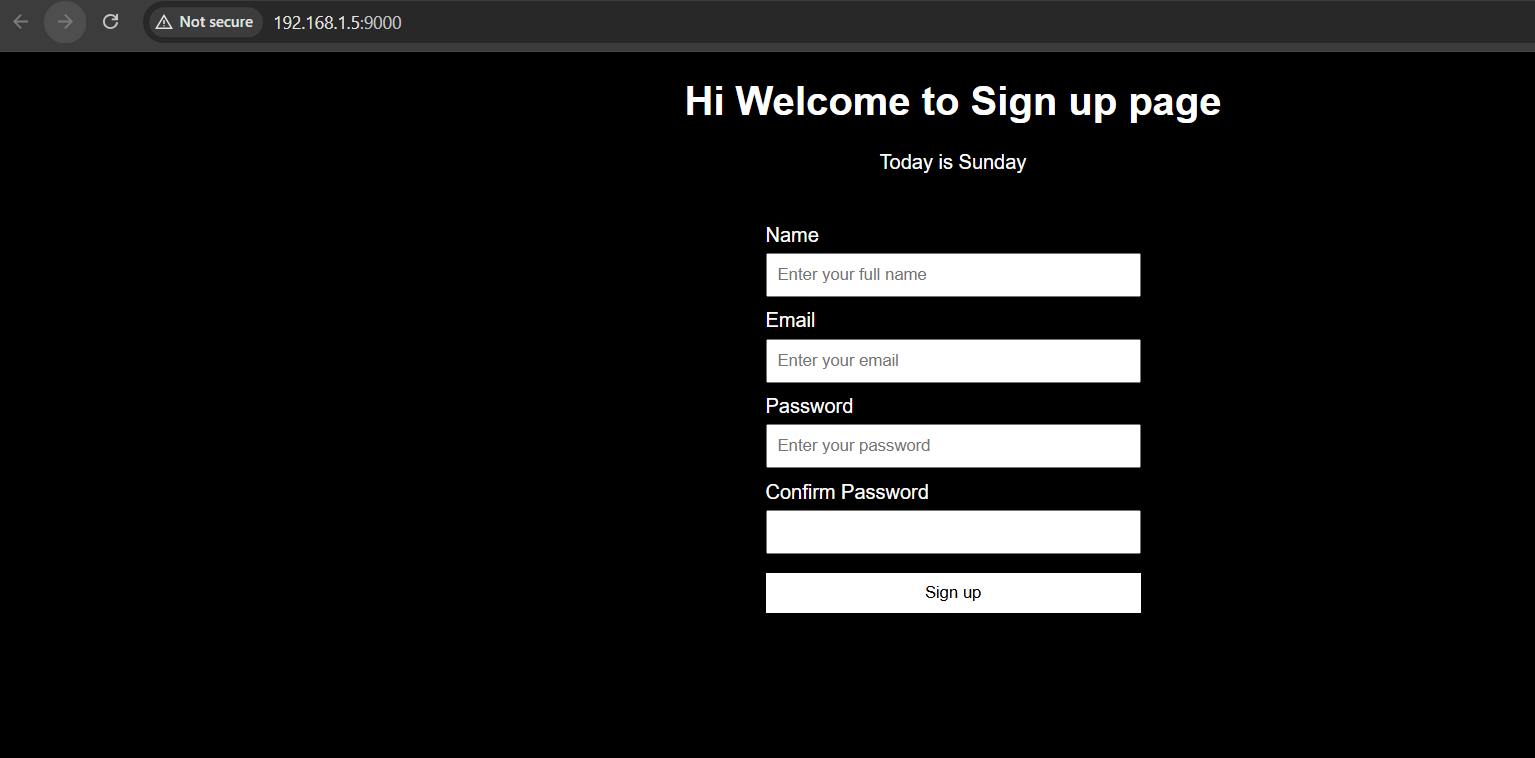 Not secure 192.168.1.5:9000
Hi Welcome to Sign up page
Today is Sunday
Name
Enter your full name
Email
Enter your email
Password
Enter your password
Confirm Password
Sign up